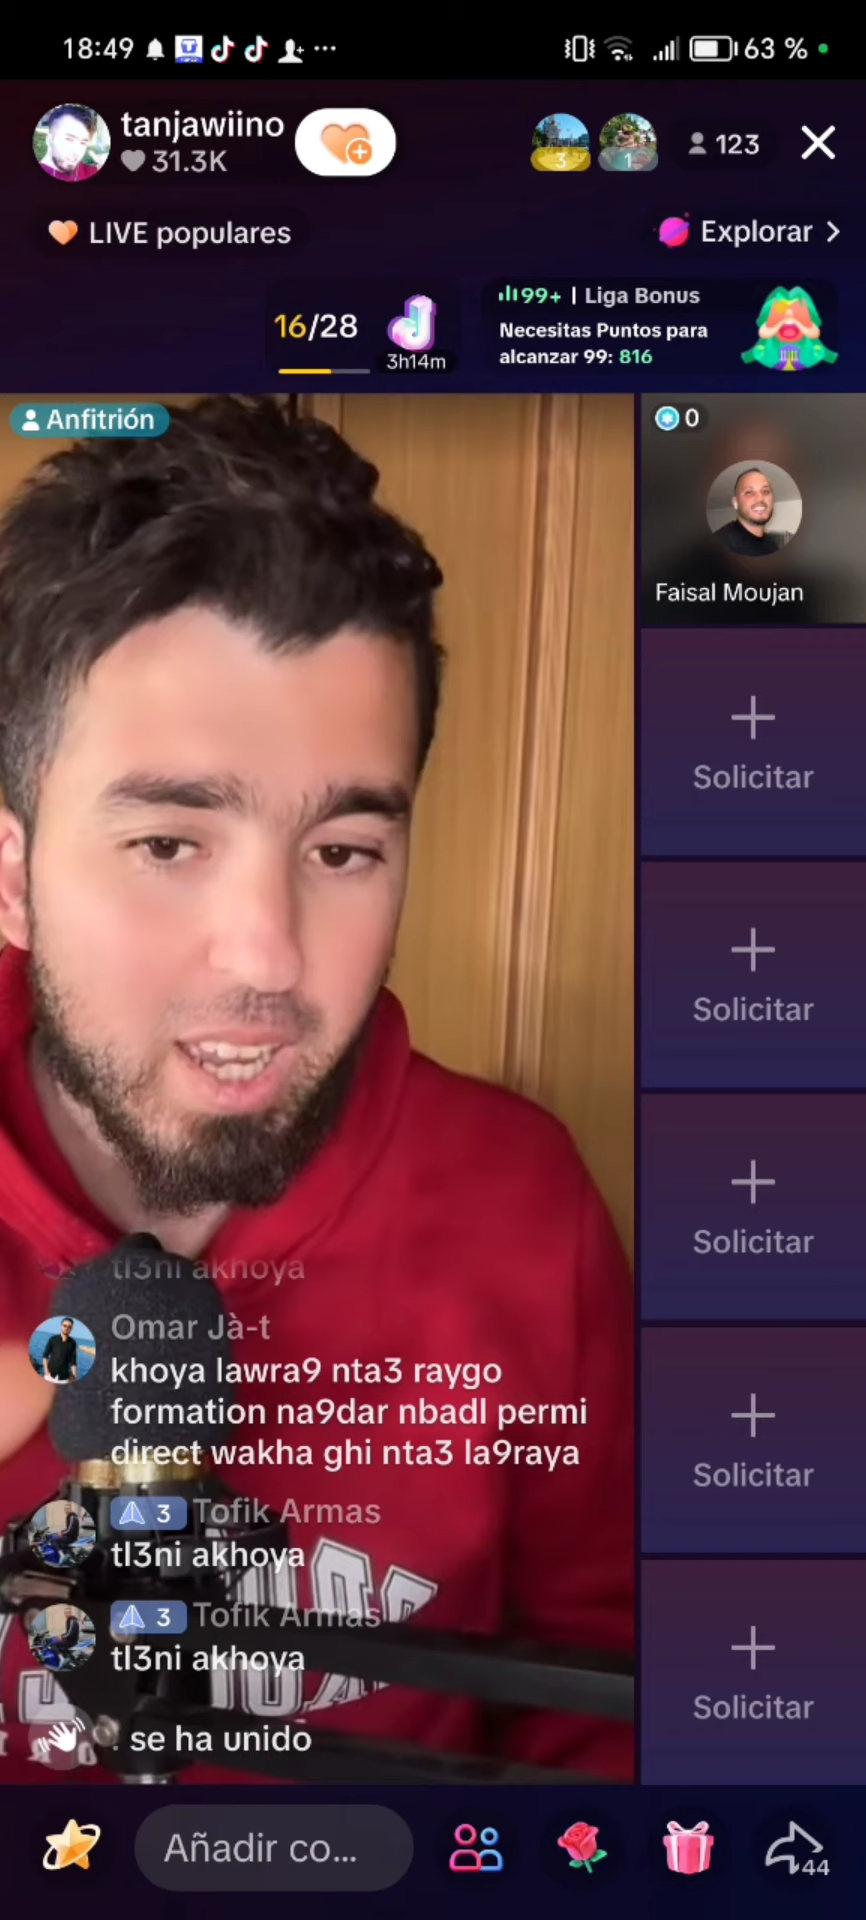 18:49 63 %
tanjawiino
31.3K
3
1
123
LIVE populares
Explorar
16/28
3h14m
99+ | Liga Bonus
Necesitas Puntos para
alcanzar 99: 816
Anfitrión
0
Faisal Moujan
Solicitar
Solicitar
Solicitar
Solicitar
Solicitar
tl3ni akhoya
Omar Jà-t
khoya lawra9 nta3 raygo
formation na9dar nbadl permi
direct wakha ghi nta3 la9raya
3 Tofik Armas
tl3ni akhoya
3 Tofik Armas
tl3ni akhoya
. se ha unido
Añadir co...
44